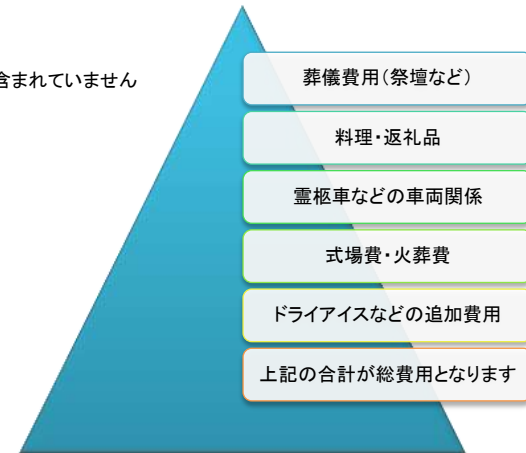 含まれていません
葬儀費用(祭壇など)
料理・返礼品
霊柩車などの車両関係
式場費・火葬費
ドライアイスなどの追加費用
上記の合計が総費用となります